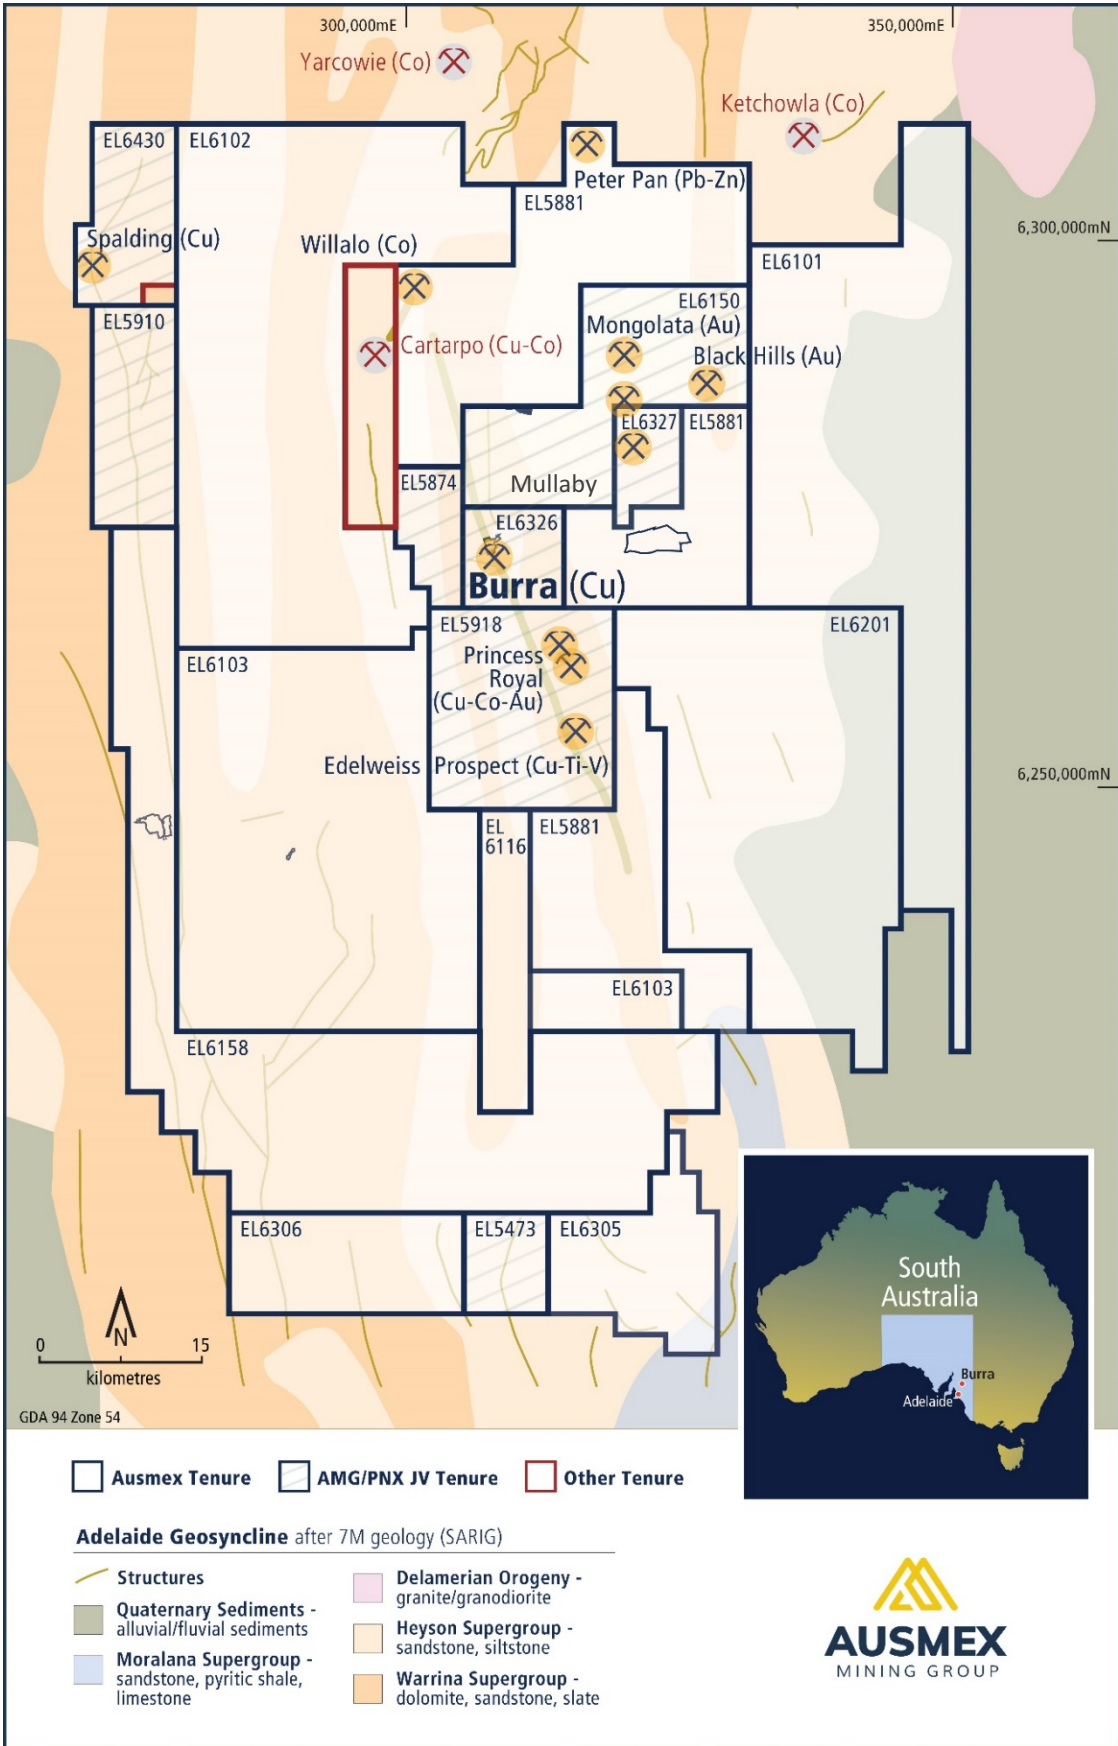 300,000mE
350,000mE
Yarcowie (Co)
Ketchowla (Co)
EL6430
EL6102
Peter Pan (Pb-Zn)
EL5881
6,300,000mN
Spalding (Cu)
Willalo (Co)
EL6101
EL5910
EL6150
Mongolata (Au)
Cartarpo (Cu-Co)
Black Hills (Au)
EL6327
EL5881
EL5874
Mullaby
EL6326
Burra (Cu)
EL5918
EL6201
EL6103
Princess
Royal
(Cu-Co-Au)
Edelweiss Prospect (Cu-Ti-V)
6,250,000mN
EL
6116
EL5881
EL6103
EL6158
EL6306
EL5473
EL6305
South
Australia
Burra
Adelaide
N
0
15
kilometres
GDA 94 Zone 54
Ausmex Tenure
AMG/PNX JV Tenure
Other Tenure
Adelaide Geosyncline after 7M geology (SARIG)
Structures
Quaternary Sediments -
alluvial/fluvial sediments
Moralana Supergroup -
sandstone, pyritic shale,
limestone
Delamerian Orogeny -
granite/granodiorite
Heyson Supergroup -
sandstone, siltstone
Warrina Supergroup -
dolomite, sandstone, slate
AUSMEX
MINING GROUP